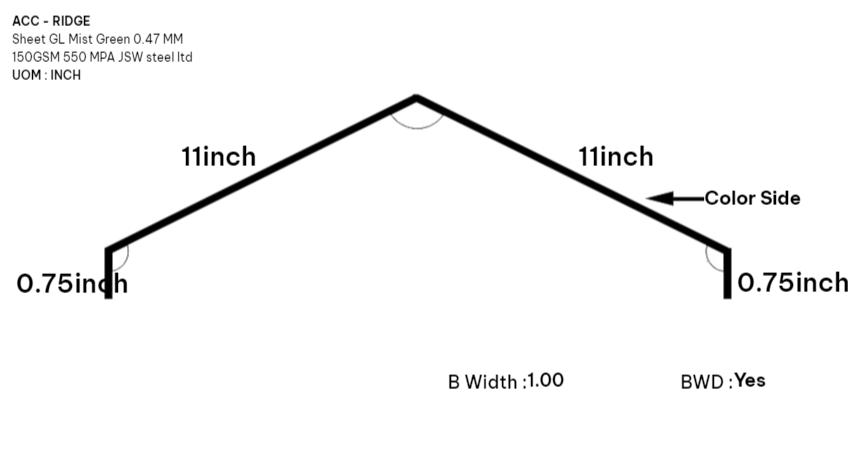 ACC - RIDGE
Sheet GL Mist Green 0.47 MM
150GSM 550 MPA JSW steel ltd
UOM : INCH
11inch
11inch
Color Side
0.75inch
0.75inch
B Width :1.00
BWD :Yes